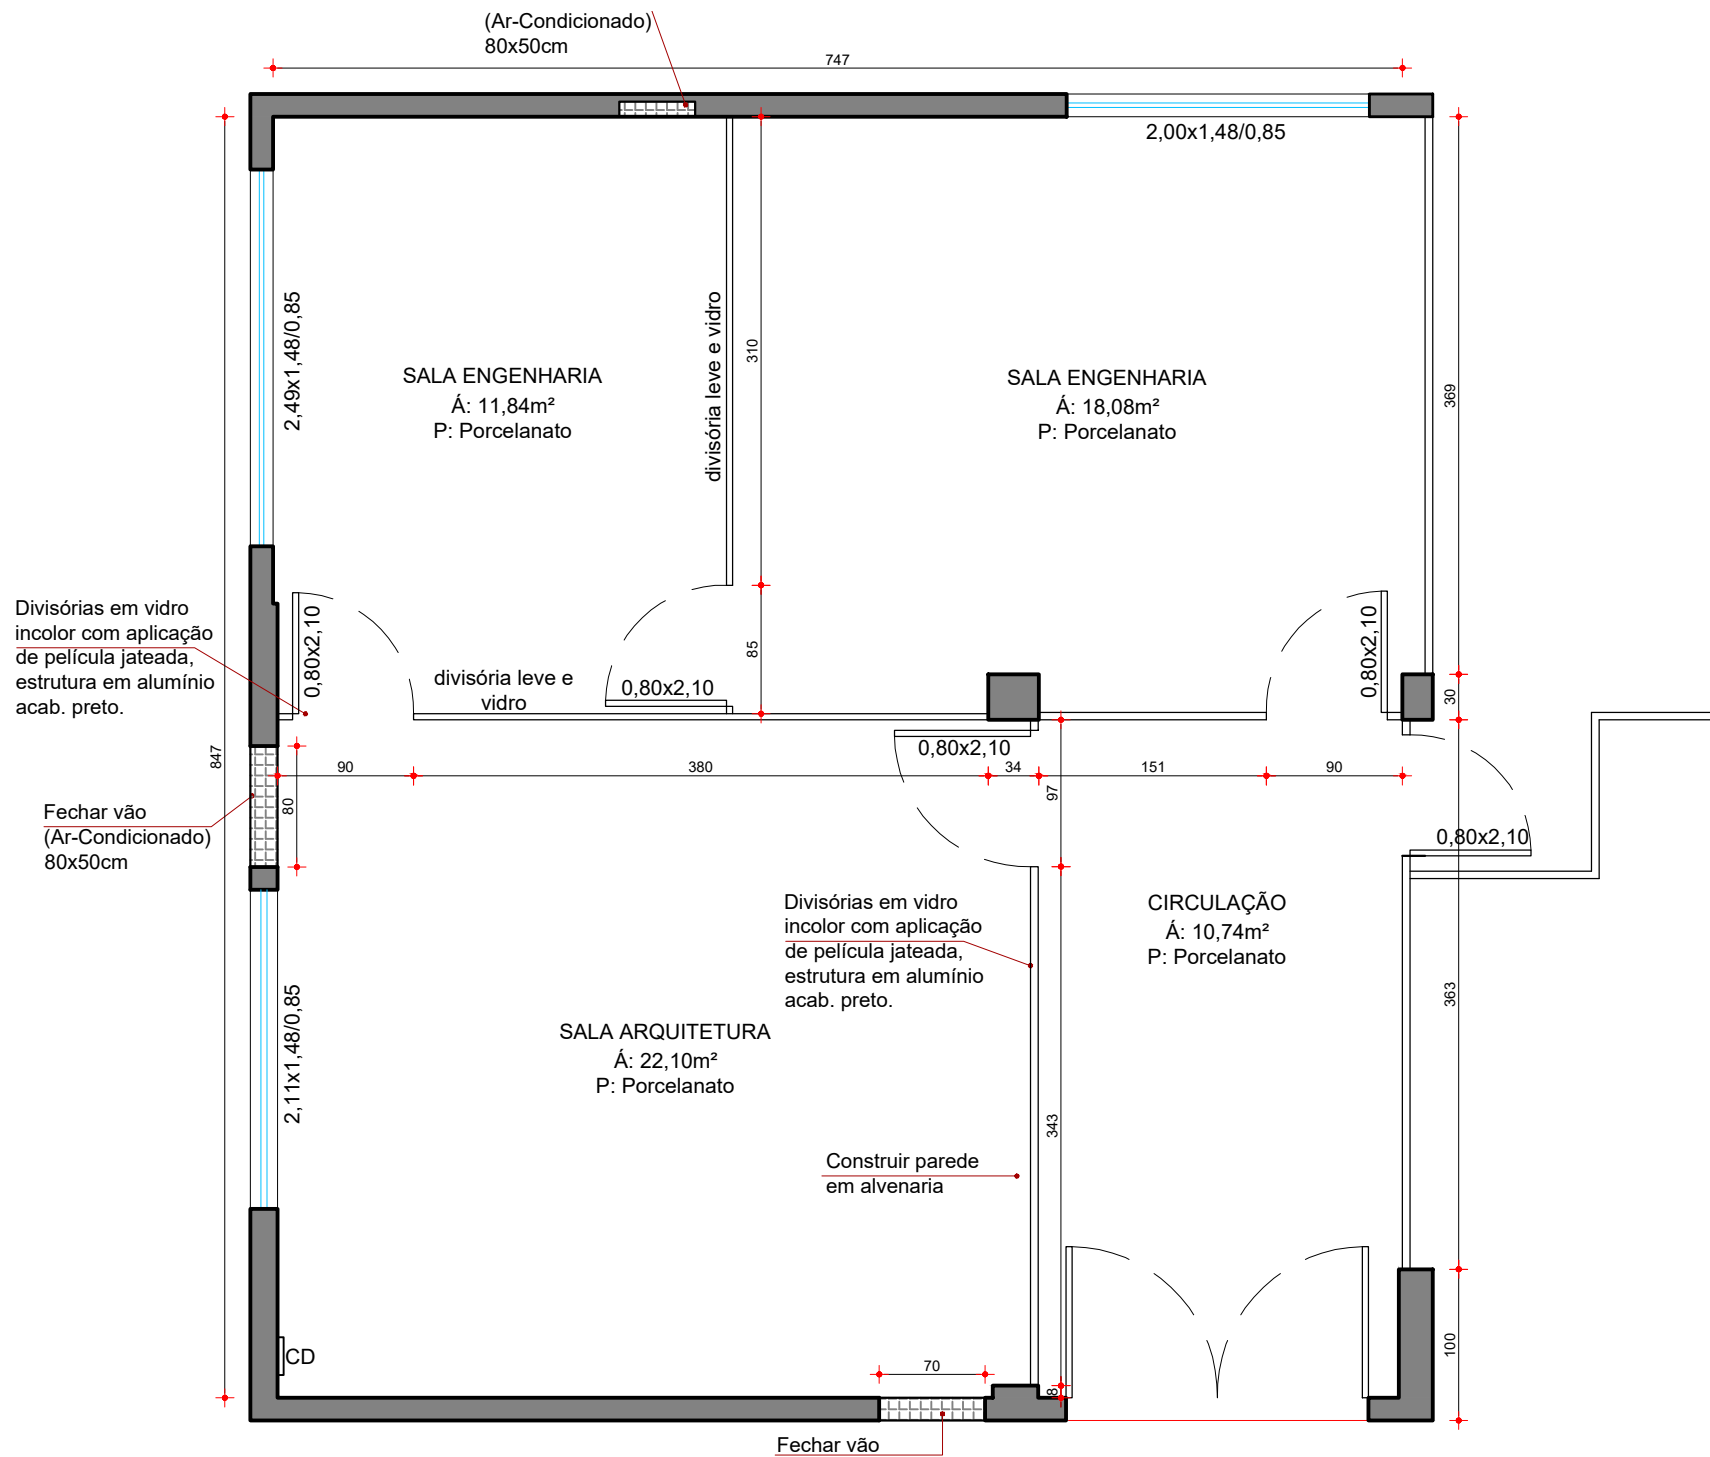 (Ar-Condicionado)
80x50cm
747
2,00x1,48/0,85
2,49x1,48/0,85
SALA ENGENHARIA
Á: 11,84m²
P: Porcelanato
divisória leve e vidro
310
SALA ENGENHARIA
Á: 18,08m²
P: Porcelanato
369
Divisórias em vidro
incolor com aplicação
de película jateada,
estrutura em alumínio
acab. preto.
0,80x2,10
divisória leve e
vidro
0,80x2,10
85
0,80x2,10
30
847
0,80x2,10
90
380
34
151
90
80
97
Fechar vão
(Ar-Condicionado)
80x50cm
0,80x2,10
Divisórias em vidro
incolor com aplicação
de película jateada,
estrutura em alumínio
acab. preto.
CIRCULAÇÃO
Á: 10,74m²
P: Porcelanato
363
2,11x1,48/0,85
SALA ARQUITETURA
Á: 22,10m²
P: Porcelanato
343
Construir parede
em alvenaria
CD
70
8
100
Fechar vão